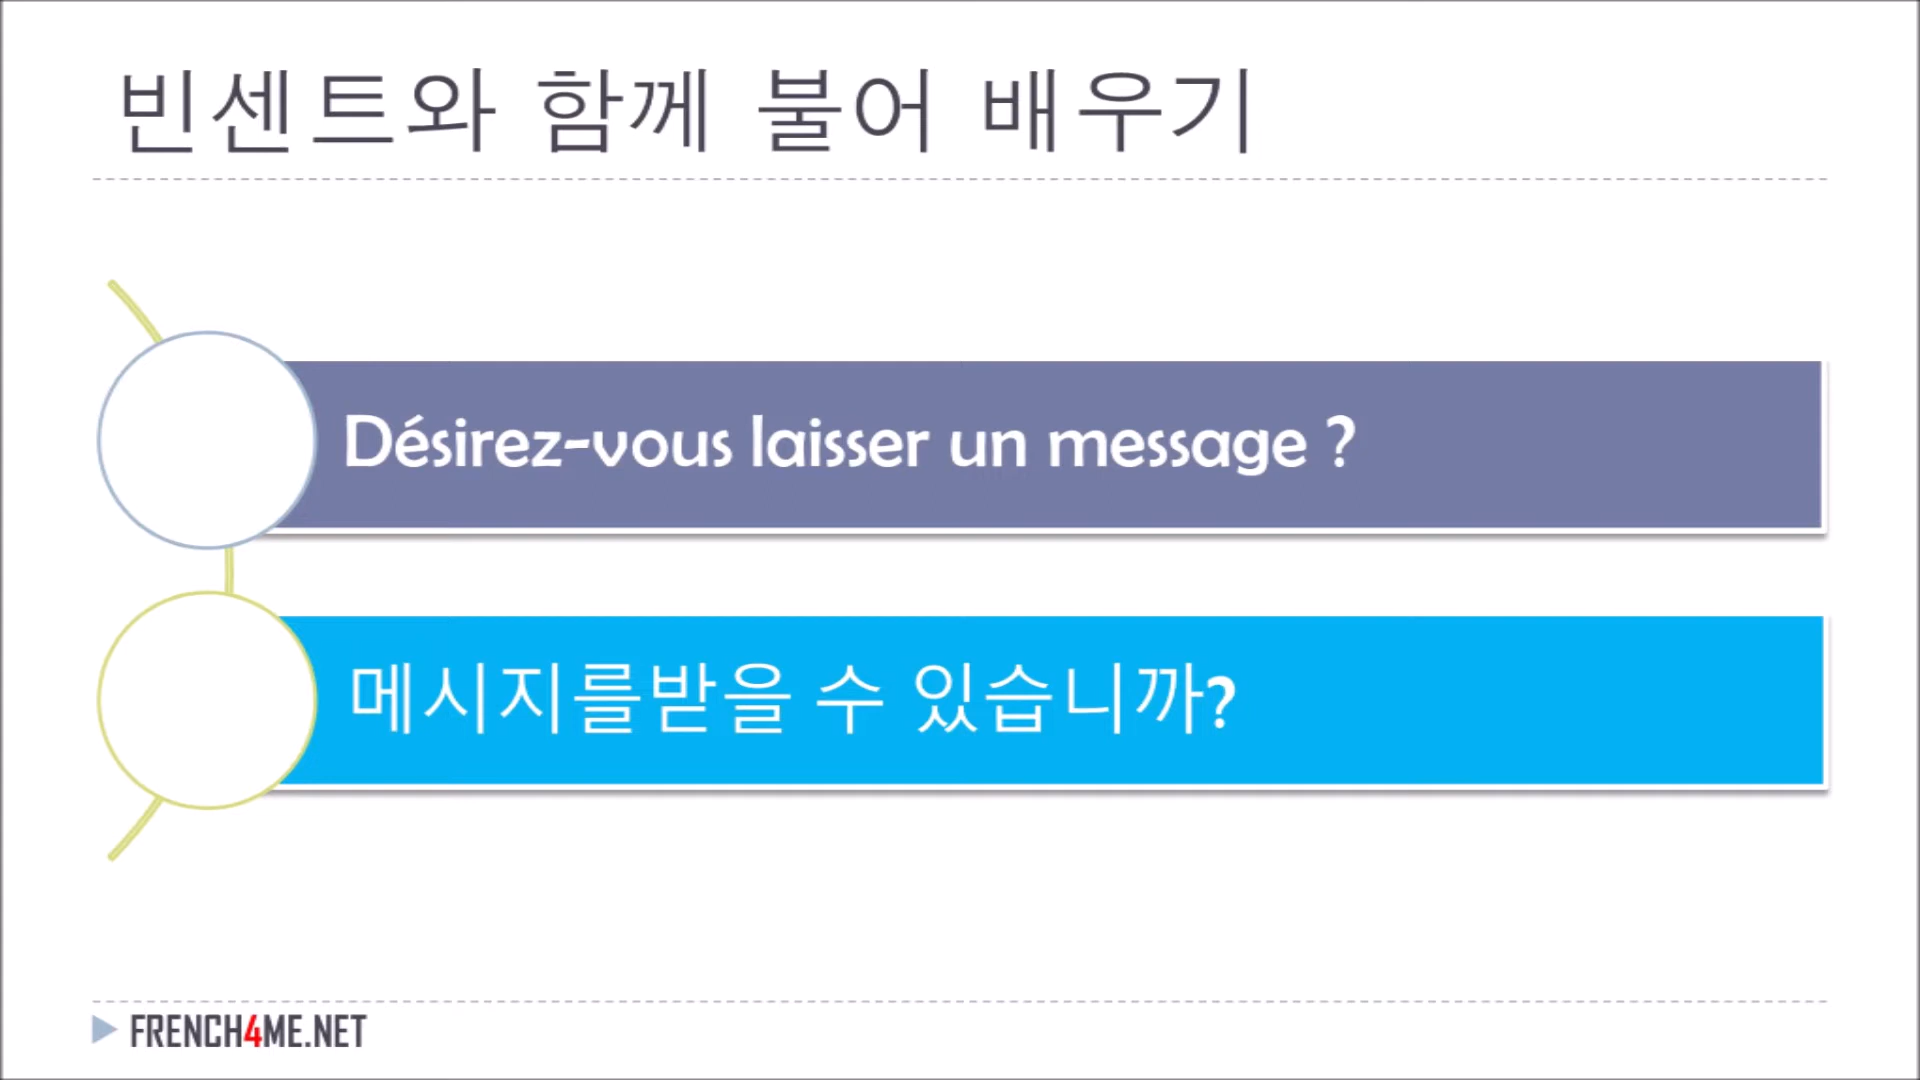 빈센트와 함께 불어 배우기
Désirez-vous laisser un message ?
메시지를받을 수 있습니까?
FRENCH4ME.NET